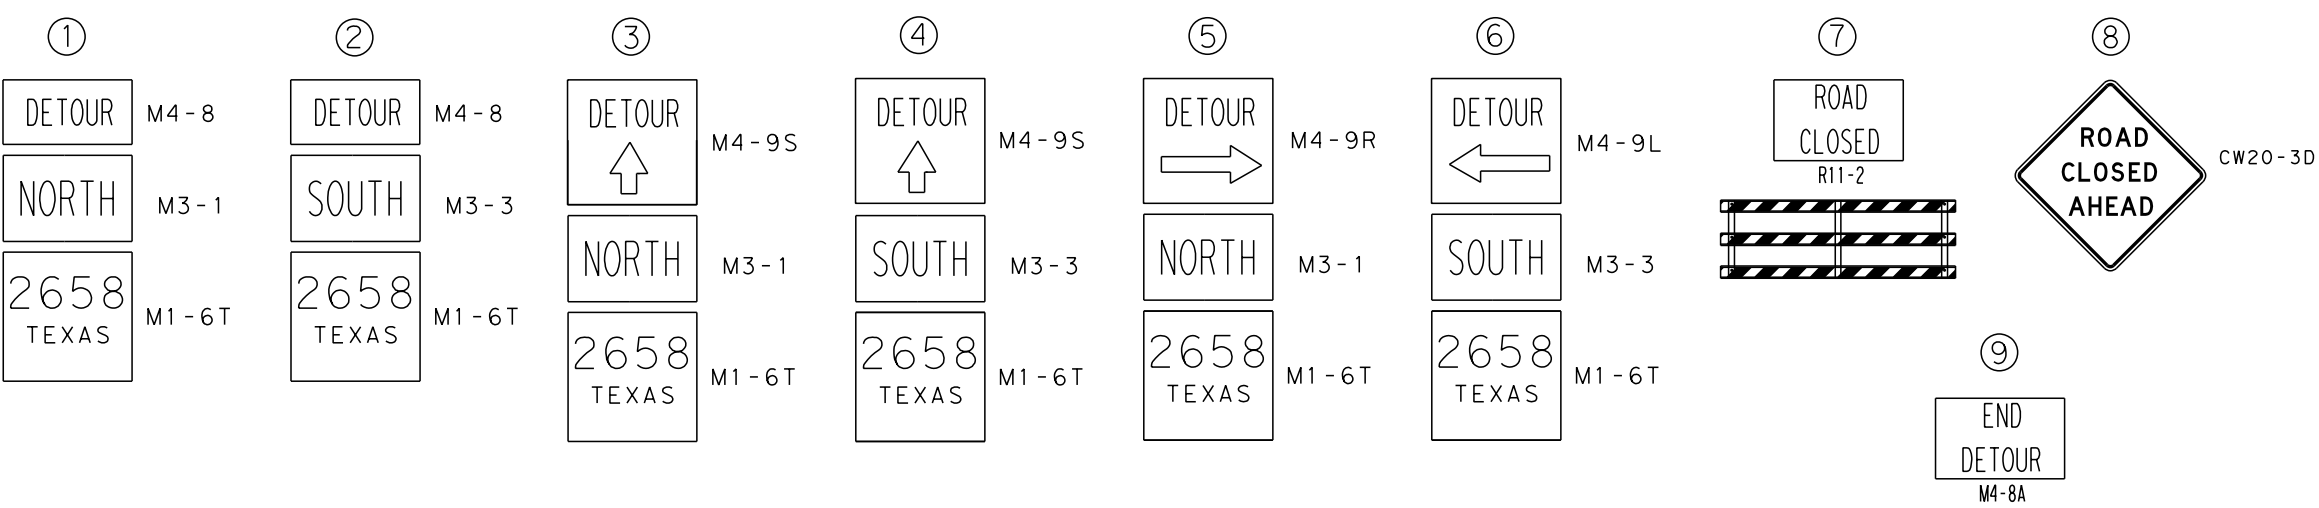 1
DETOUR M4-8
NORTH M3-1
2658 M1-6T
TEXAS
2
DETOUR M4-8
SOUTH M3-3
2658 M1-6T
TEXAS
3
DETOUR
M4-9S
NORTH M3-1
2658
TEXAS M1-6T
4
DETOUR
M4-9S
SOUTH M3-3
2658
TEXAS M1-6T
5
DETOUR
M4-9R
NORTH M3-1
2658
TEXAS M1-6T
6
DETOUR
M4-9L
SOUTH M3-3
2658
TEXAS M1-6T
7
ROAD
CLOSED
R11-2
8
ROAD
CLOSED CW20-3D
AHEAD
9
END
DETOUR
M4-8A